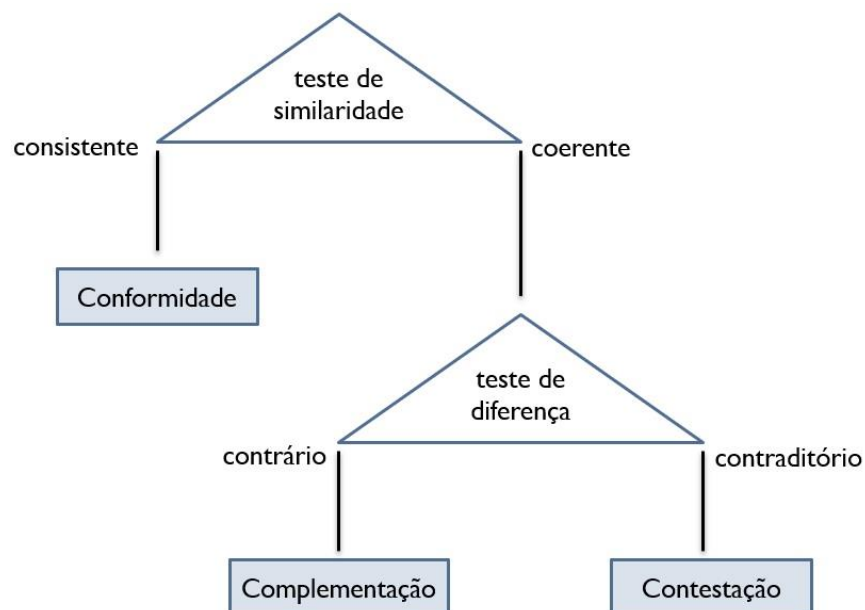 teste de
similaridade
consistente
coerente
Conformidade
teste de
diferença
contrário
contraditório
Complementação
Contestação